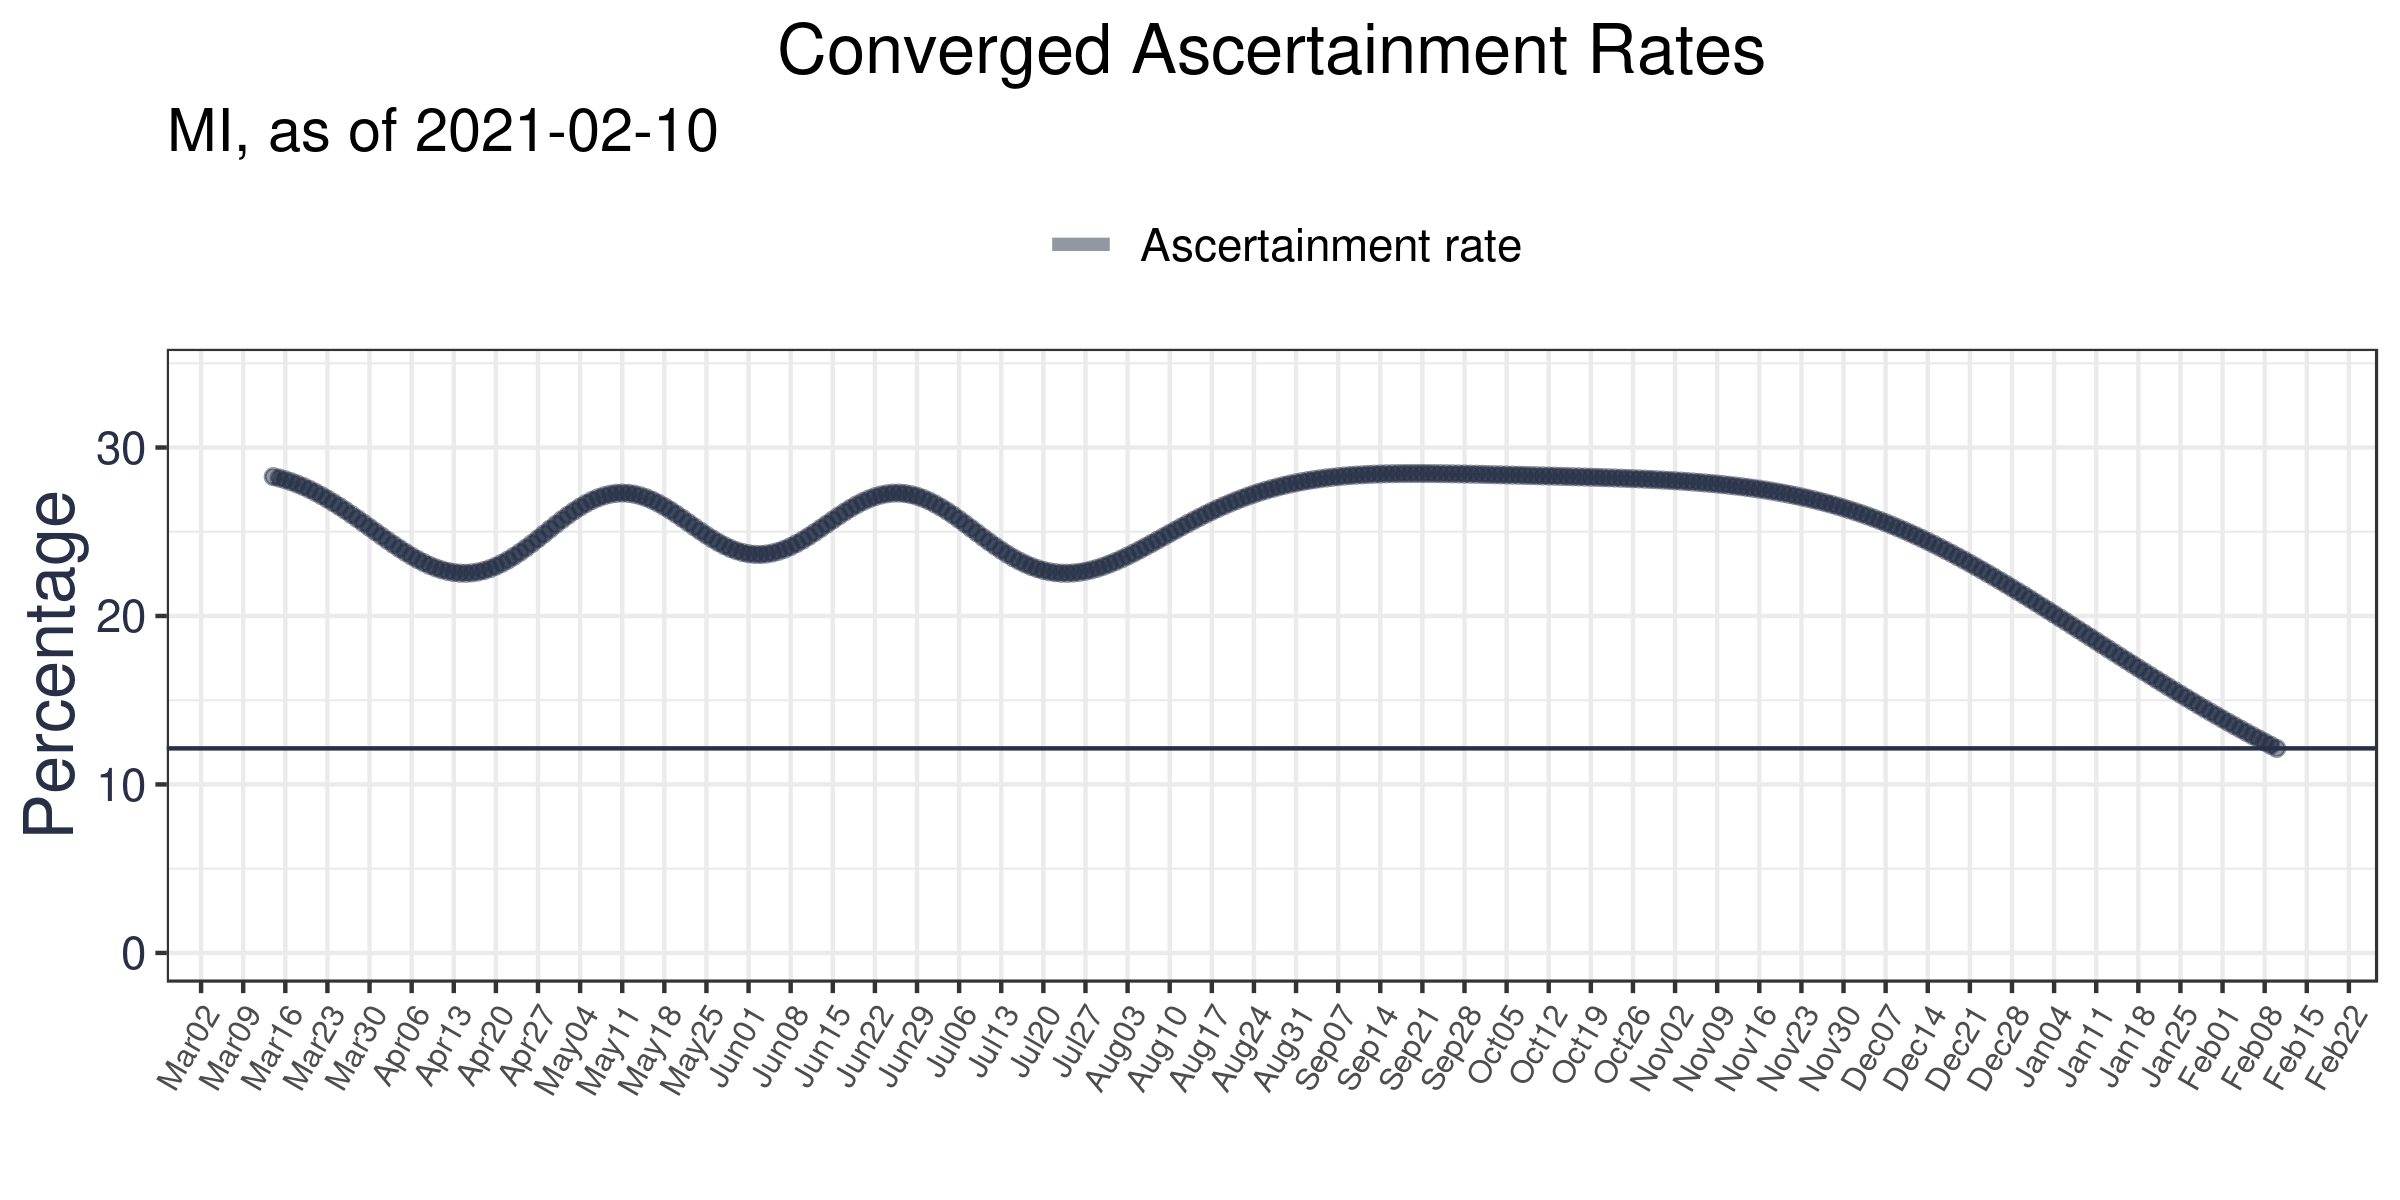 Converged Ascertainment Rates
MI, as of 2021-02-10
Ascertainment rate
Percentage
30
20
10
0
Mar02
Mar09
Mar16
Mar23
Mar30
Apr06
Apr13
Apr20
Apr27
May04
May11
May18
May25
Jun01
Jun08
Jun15
Jun22
Jun29
Jul06
Jul13
Jul20
Jul27
Aug03
Aug10
Aug17
Aug24
Aug31
Sep07
Sep14
Sep21
Sep28
Oct05
Oct12
Oct19
Oct26
Nov02
Nov09
Nov16
Nov23
Nov30
Dec07
Dec14
Dec21
Dec28
Jan04
Jan11
Jan18
Jan25
Feb01
Feb08
Feb15
Feb22